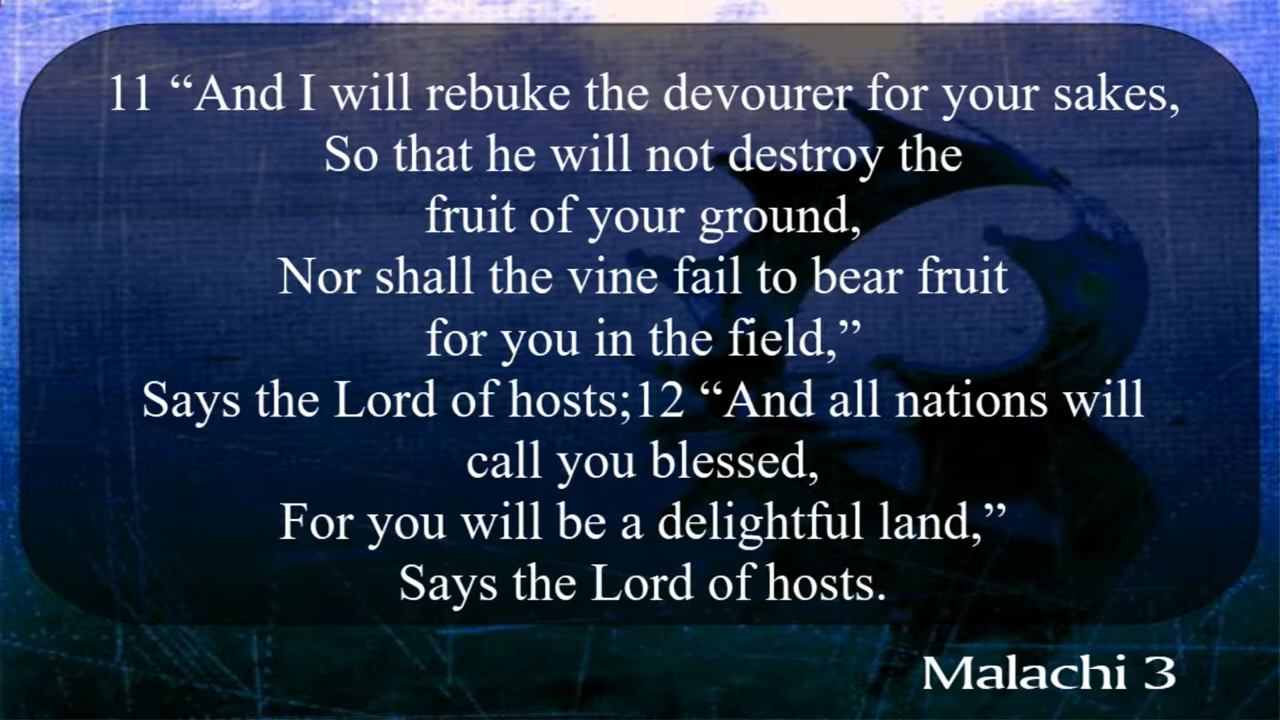 11 “And I will rebuke the devourer for your sakes,
So that he will not destroy the
fruit of your ground,
Nor shall the vine fail to bear fruit
for you in the field,”
Says the Lord of hosts;12 “And all nations will
call you blessed,
For you will be a delightful land,”
Says the Lord of hosts.
Malachi 3